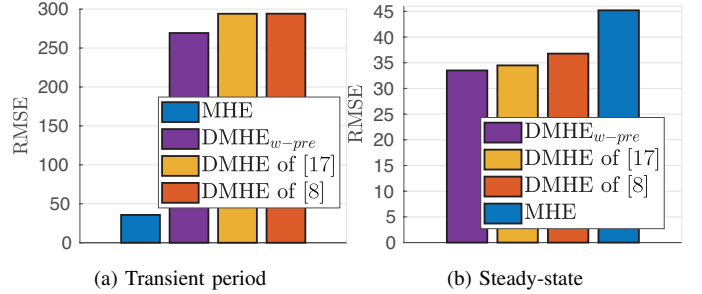 300
250
200
150
100
50
0
RMSE
MHE
DMHE_{w-pre}
DMHE of [17]
DMHE of [8]
(a) Transient period
45
40
35
30
25
20
15
10
5
0
RMSE
DMHE_{w-pre}
DMHE of [17]
DMHE of [8]
MHE
(b) Steady-state